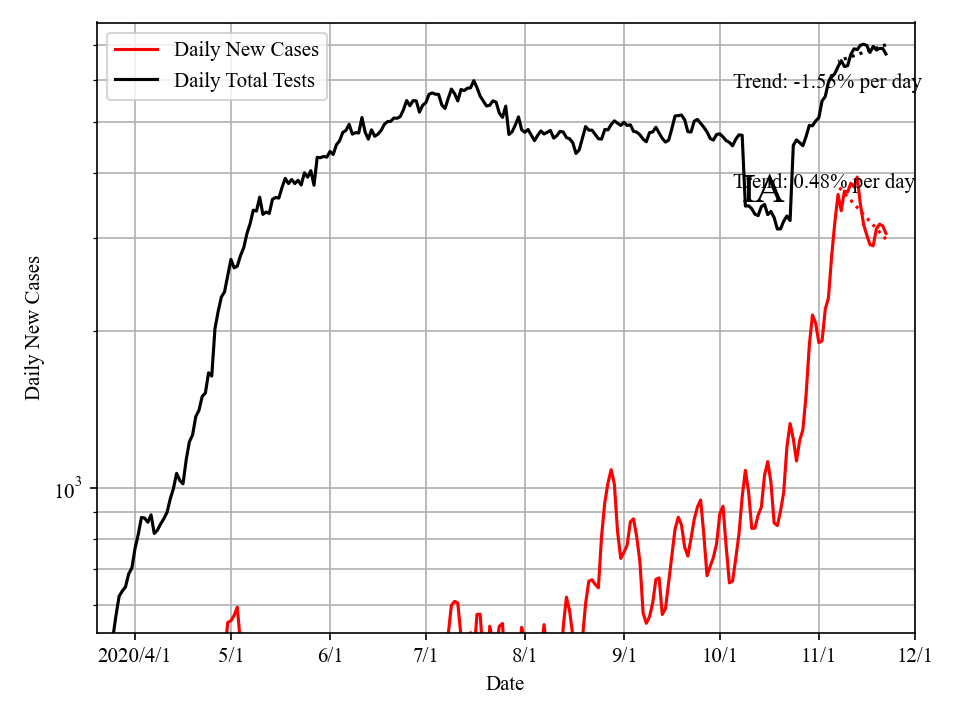 Daily New Cases
Daily Total Tests
Trend: -1.55% per day
Trend: 0.48% per day
IA
Daily New Cases
10³
2020/4/1 5/1 6/1 7/1 8/1 9/1 10/1 11/1 12/1
Date